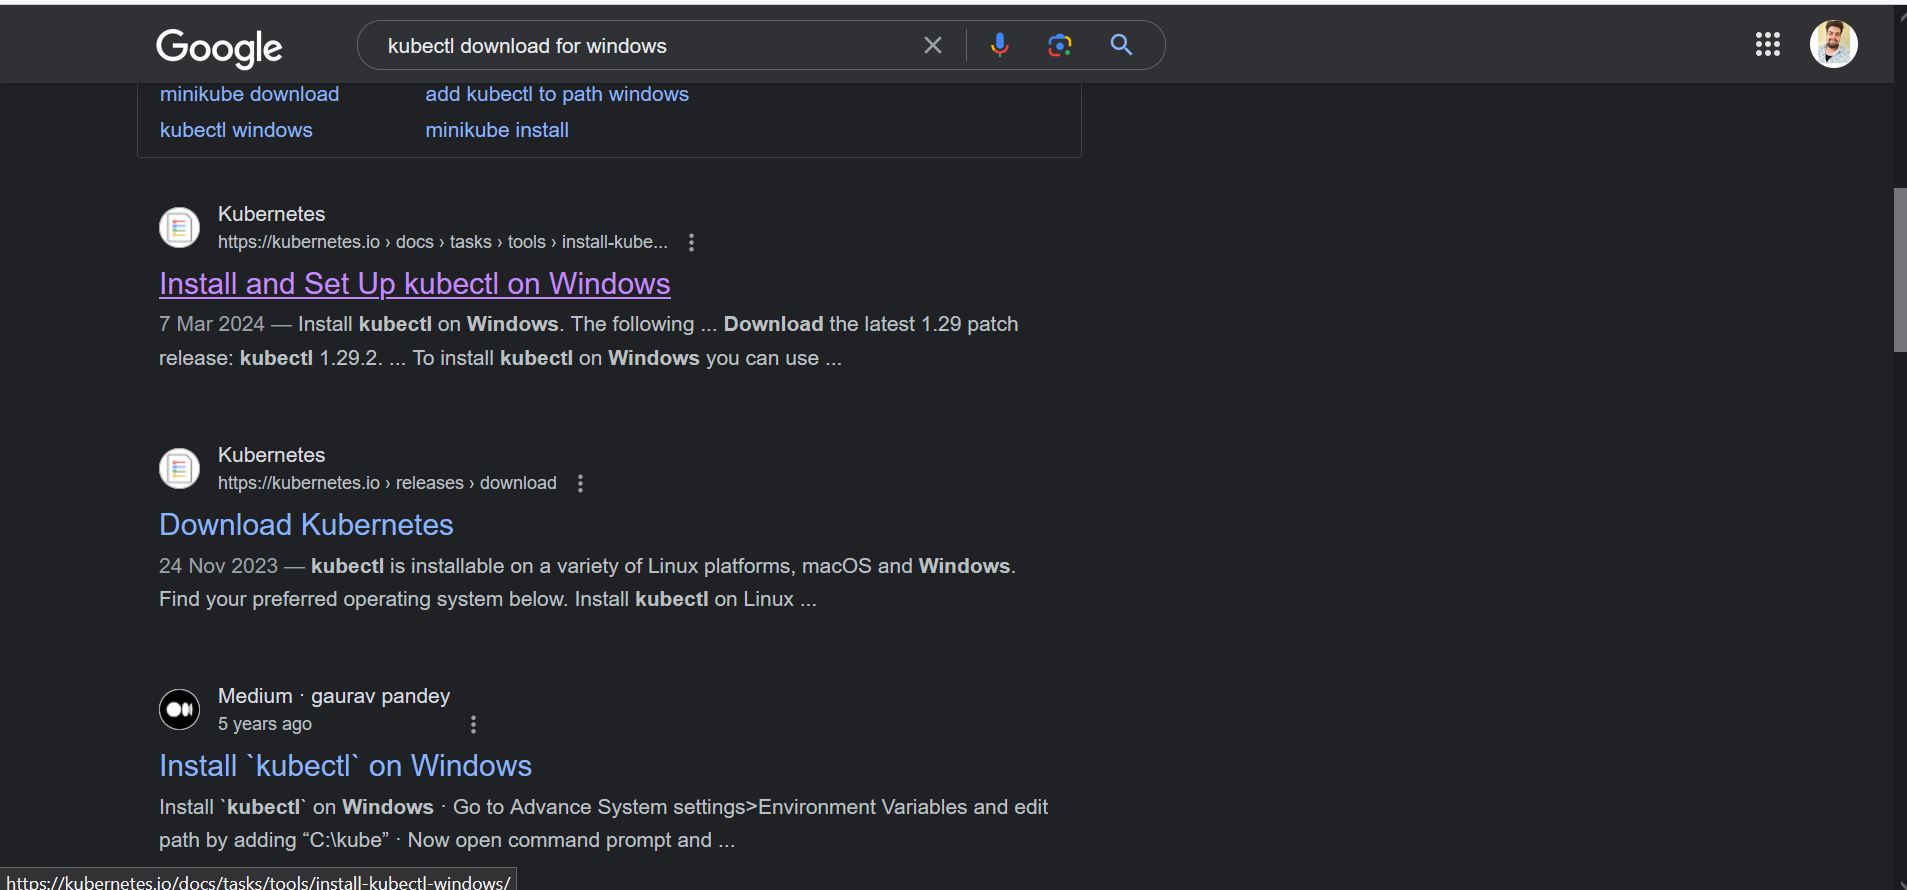 Google
kubectl download for windows
minikube download
add kubectl to path windows
kubectl windows
minikube install
Kubernetes
https://kubernetes.io › docs › tasks › tools › install-kube...
Install and Set Up kubectl on Windows
7 Mar 2024 — Install kubectl on Windows. The following ... Download the latest 1.29 patch
release: kubectl 1.29.2. ... To install kubectl on Windows you can use ...
Kubernetes
https://kubernetes.io › releases › download
Download Kubernetes
24 Nov 2023 — kubectl is installable on a variety of Linux platforms, macOS and Windows.
Find your preferred operating system below. Install kubectl on Linux ...
Medium · gaurav pandey
5 years ago
Install `kubectl` on Windows
Install `kubectl` on Windows · Go to Advance System settings>Environment Variables and edit
path by adding “C:\kube” · Now open command prompt and ...
https://kubernetes.io/docs/tasks/tools/install-kubectl-windows/